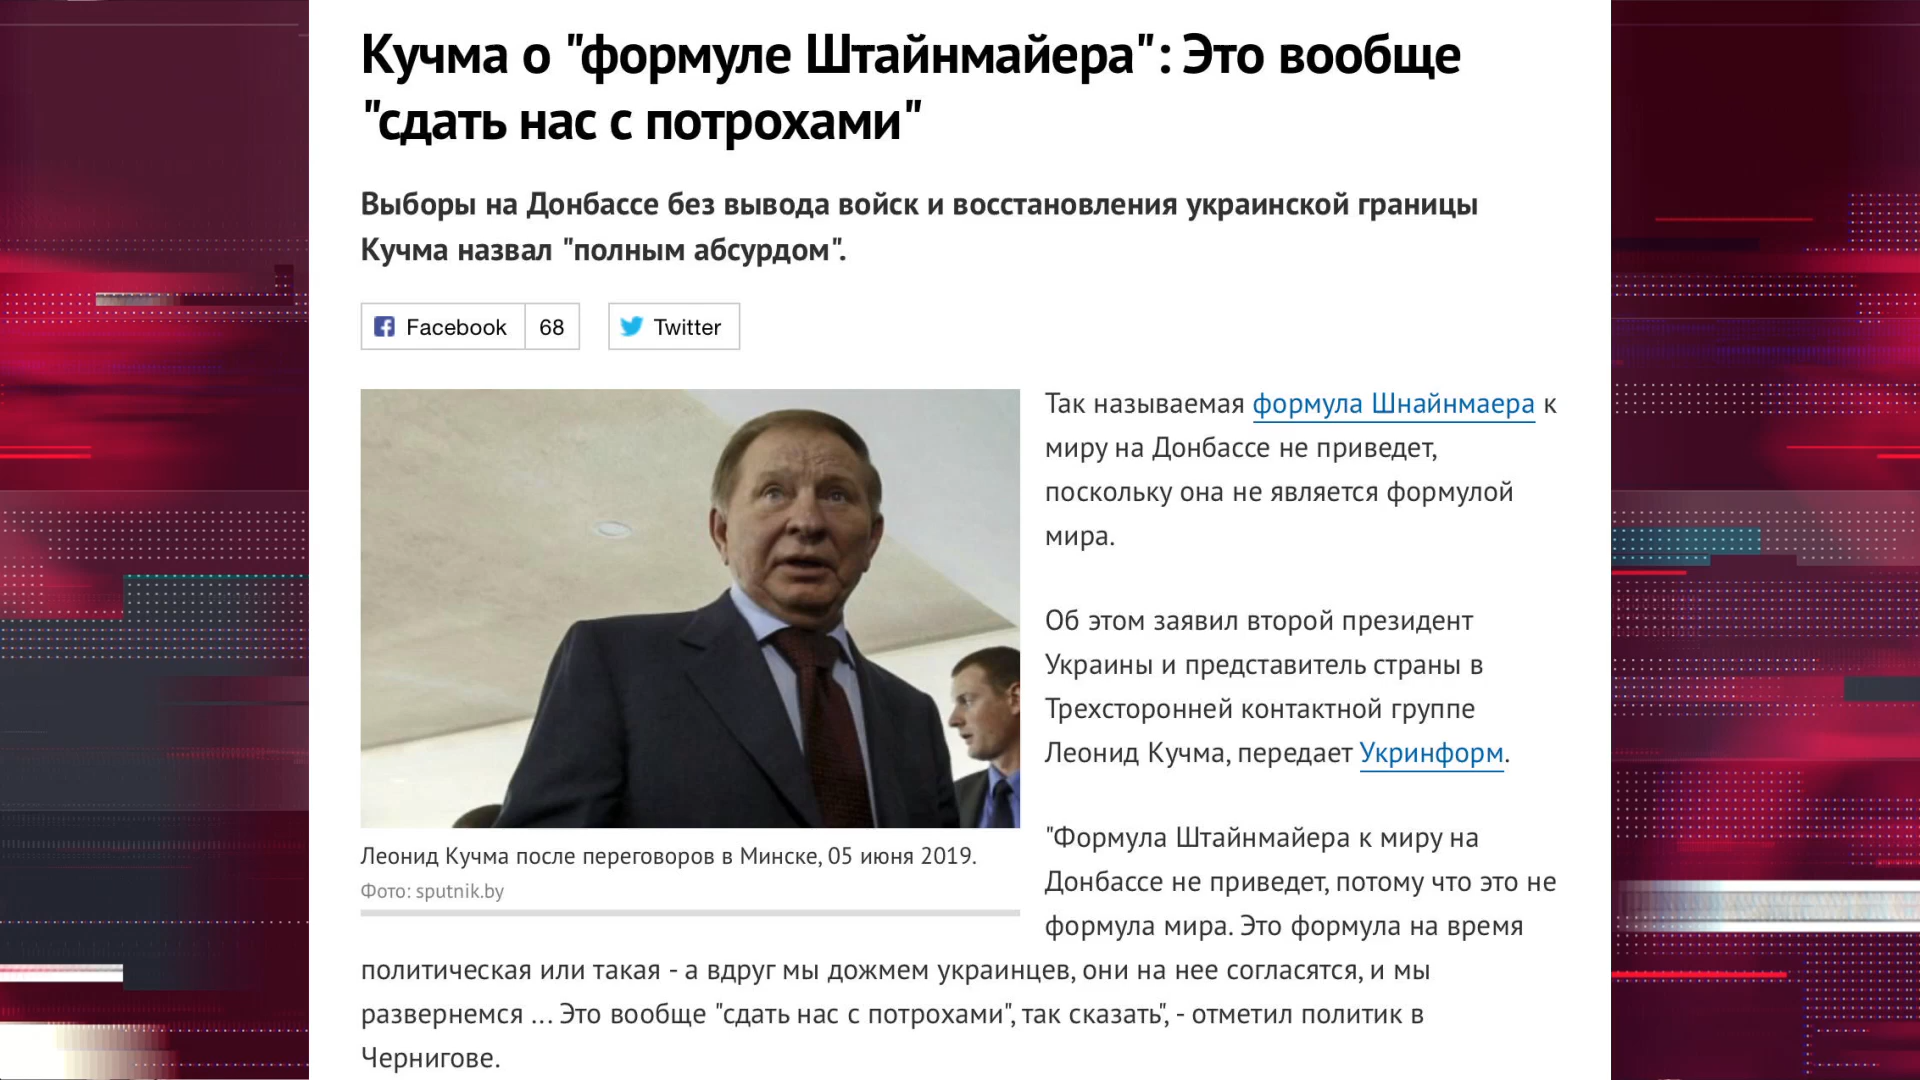 Кучма о "формуле Штайнмайера": Это вообще
"сдать нас с потрохами"
Выборы на Донбассе без вывода войск и восстановления украинской границы
Кучма назвал "полным абсурдом".
Facebook 68 Twitter
Так называемая формула Шнайнмаера к
миру на Донбассе не приведет,
поскольку она не является формулой
мира.
Об этом заявил второй президент
Украины и представитель страны в
Трехсторонней контактной группе
Леонид Кучма, передает Укринформ.
Леонид Кучма после переговоров в Минске, 05 июня 2019.
Фото: sputnik.by
"Формула Штайнмайера к миру на
Донбассе не приведет, потому что это не
формула мира. Это формула на время
политическая или такая - а вдруг мы дожмем украинцев, они на нее согласятся, и мы
развернемся ... Это вообще "сдать нас с потрохами", так сказать", - отметил политик в
Чернигове.